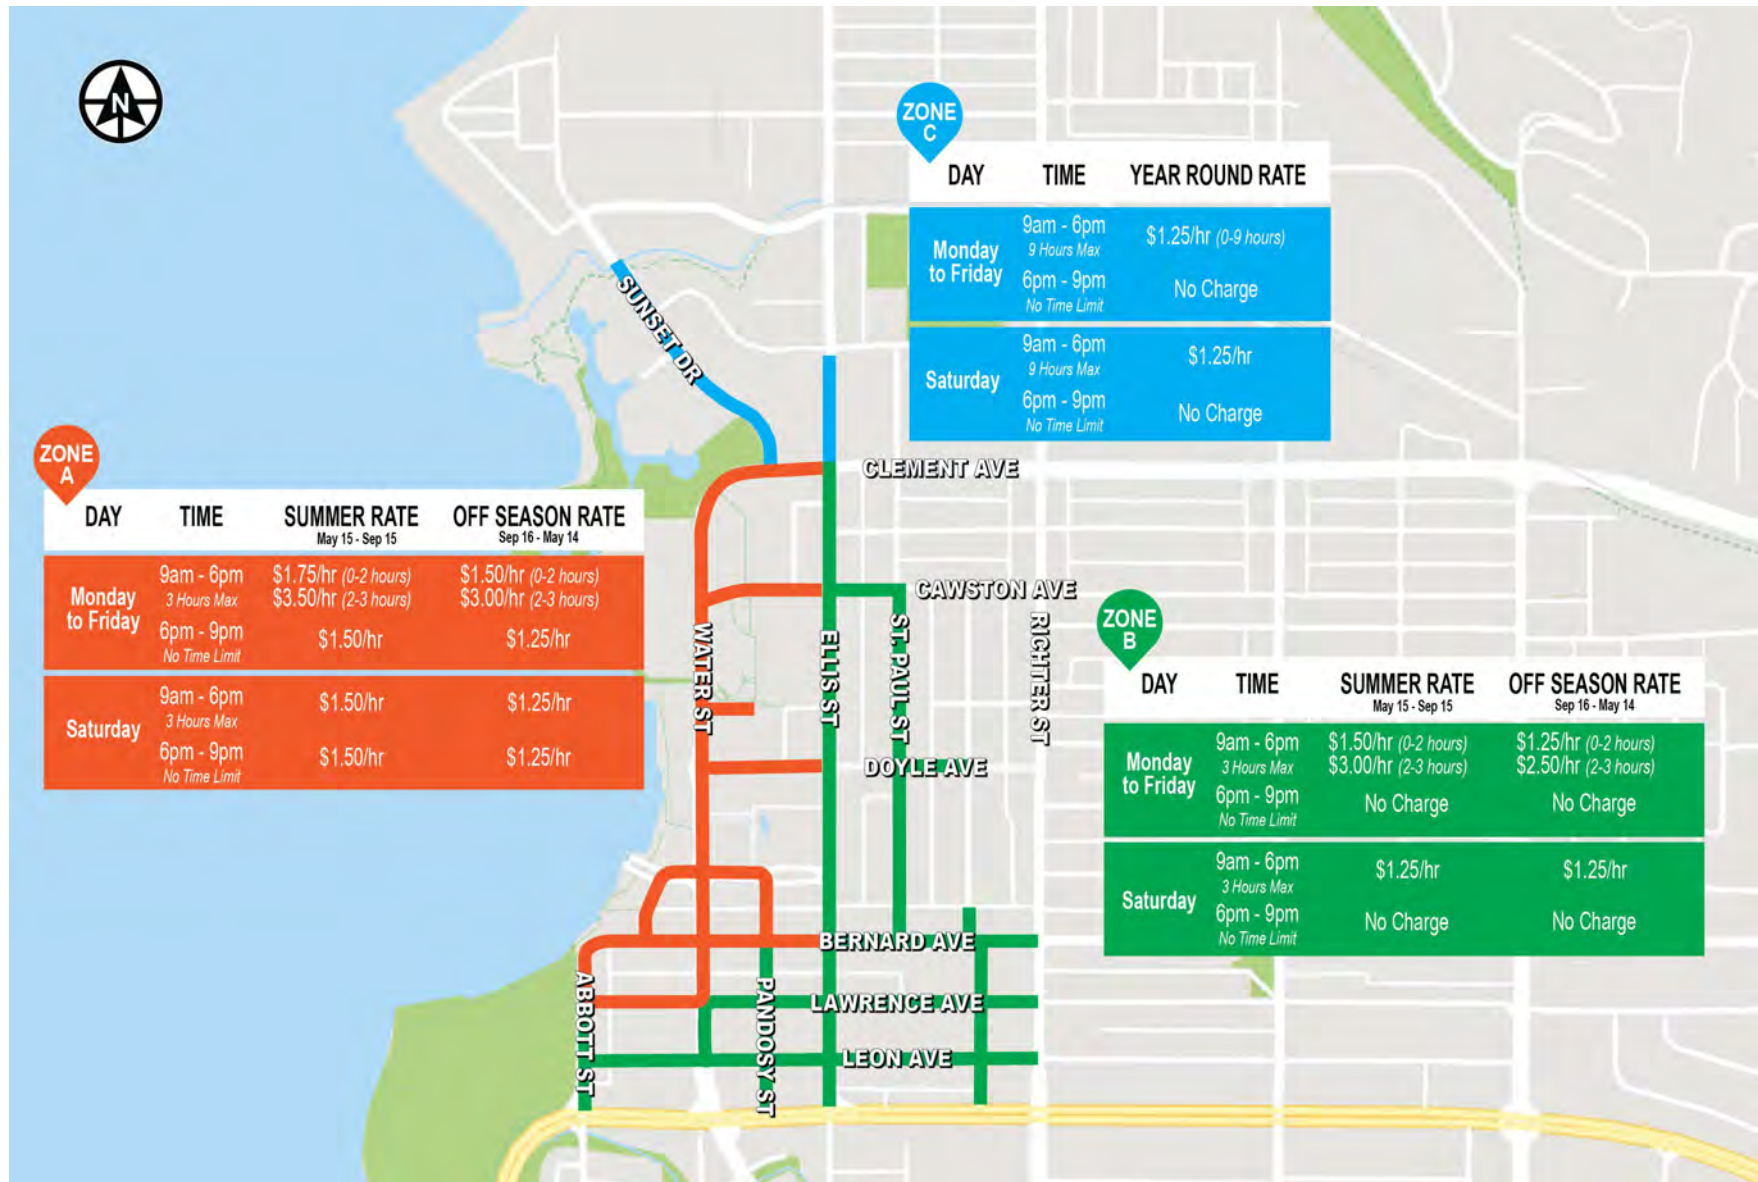 N
ZONE
C
DAY TIME YEAR ROUND RATE
Monday
to Friday
9am - 6pm
9 Hours Max
$1.25/hr (0-9 hours)
6pm - 9pm
No Time Limit
No Charge
Saturday
9am - 6pm
9 Hours Max
$1.25/hr
6pm - 9pm
No Time Limit
No Charge
SUNSET DR
ZONE
A
DAY TIME SUMMER RATE OFF SEASON RATE
May 15 - Sep 15 Sep 16 - May 14
Monday
to Friday
9am - 6pm
3 Hours Max
$1.75/hr (0-2 hours) $1.50/hr (0-2 hours)
$3.50/hr (2-3 hours) $3.00/hr (2-3 hours)
6pm - 9pm
No Time Limit
$1.50/hr $1.25/hr
Saturday
9am - 6pm
3 Hours Max
$1.50/hr $1.25/hr
6pm - 9pm
No Time Limit
$1.50/hr $1.25/hr
CLEMENT AVE
CAWSTON AVE
WATER ST
ELLIS ST
ST. PAUL ST
RICHTER ST
DOYLE AVE
ZONE
B
DAY TIME SUMMER RATE OFF SEASON RATE
May 15 - Sep 15 Sep 16 - May 14
Monday
to Friday
9am - 6pm
3 Hours Max
$1.50/hr (0-2 hours) $1.25/hr (0-2 hours)
$3.00/hr (2-3 hours) $2.50/hr (2-3 hours)
6pm - 9pm
No Time Limit
No Charge No Charge
Saturday
9am - 6pm
3 Hours Max
$1.25/hr $1.25/hr
6pm - 9pm
No Time Limit
No Charge No Charge
BERNARD AVE
ABBOTT ST
PANDOSY ST
LAWRENCE AVE
LEON AVE